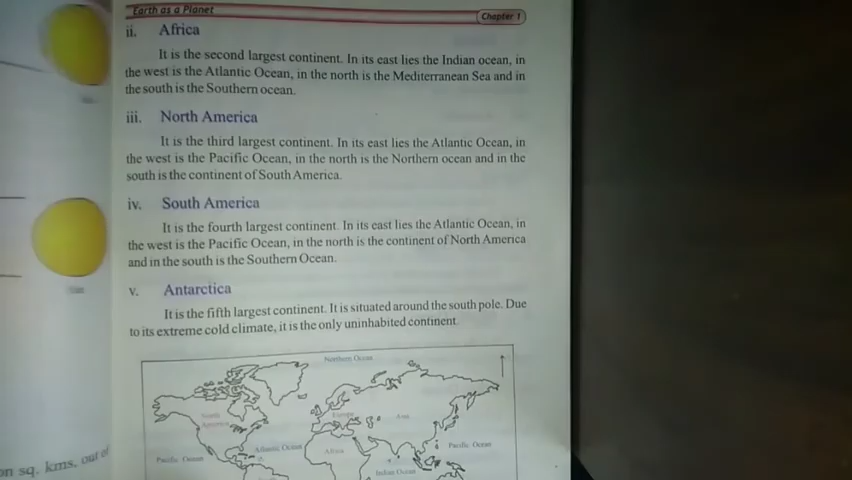 Earth as a Planet
Chapter 1
ii. Africa
It is the second largest continent. In its east lies the Indian ocean, in
the west is the Atlantic Ocean, in the north is the Mediterranean Sea and in
the south is the Southern ocean.
iii. North America
It is the third largest continent. In its east lies the Atlantic Ocean, in
the west is the Pacific Ocean, in the north is the Northern ocean and in the
south is the continent of South America.
iv. South America
It is the fourth largest continent. In its east lies the Atlantic Ocean, in
the west is the Pacific Ocean, in the north is the continent of North America
and in the south is the Southern Ocean.
v. Antarctica
It is the fifth largest continent. It is situated around the south pole. Due
to its extreme cold climate, it is the only uninhabited continent.
Northern Ocean
North
America
Europe
Asia
Atlantic Ocean
Africa
Pacific Ocean
Pacific Ocean
Indian Ocean
on sq. kms, out of